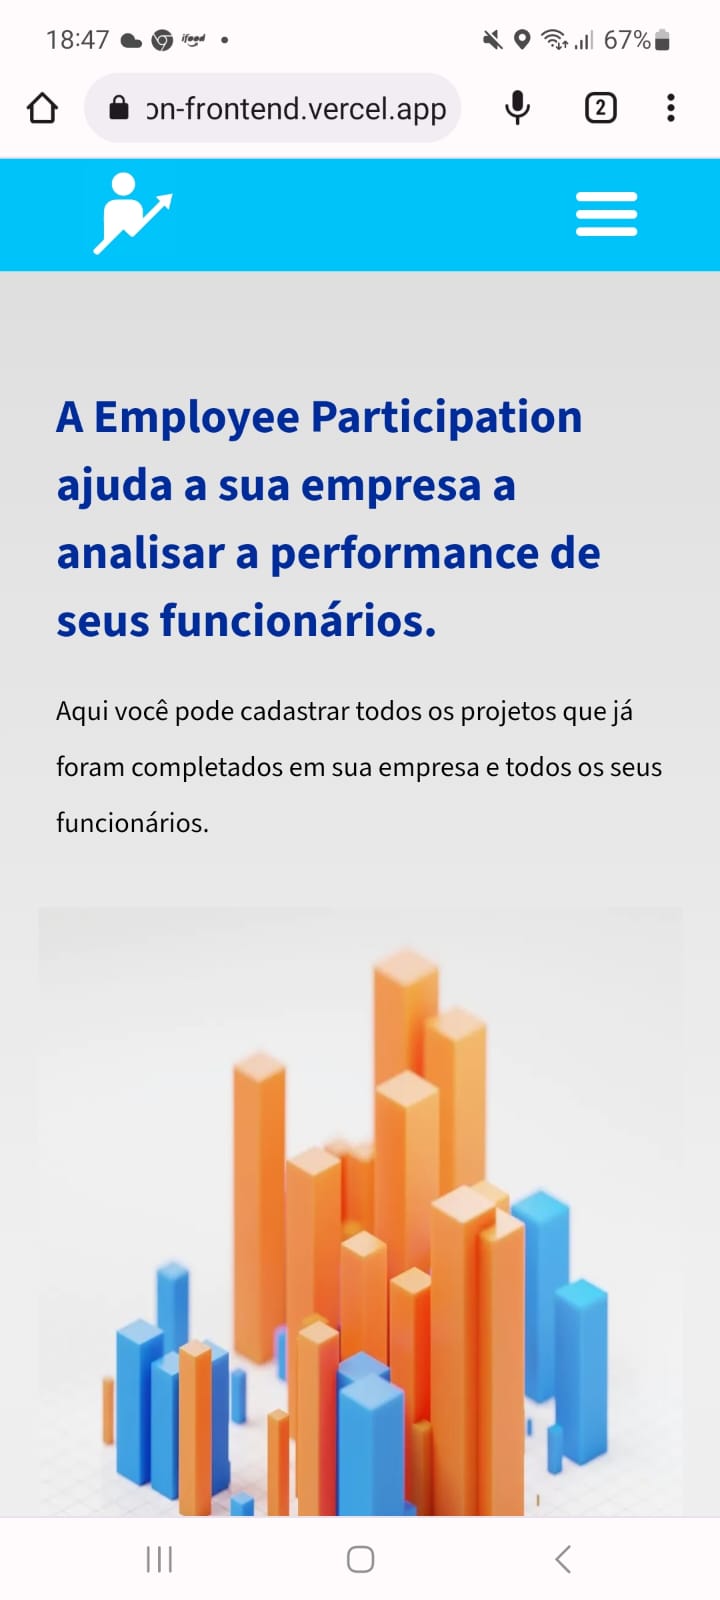 18:47 ifood 67%
on-frontend.vercel.app 2
A Employee Participation
ajuda a sua empresa a
analisar a performance de
seus funcionários.
Aqui você pode cadastrar todos os projetos que já
foram completados em sua empresa e todos os seus
funcionários.